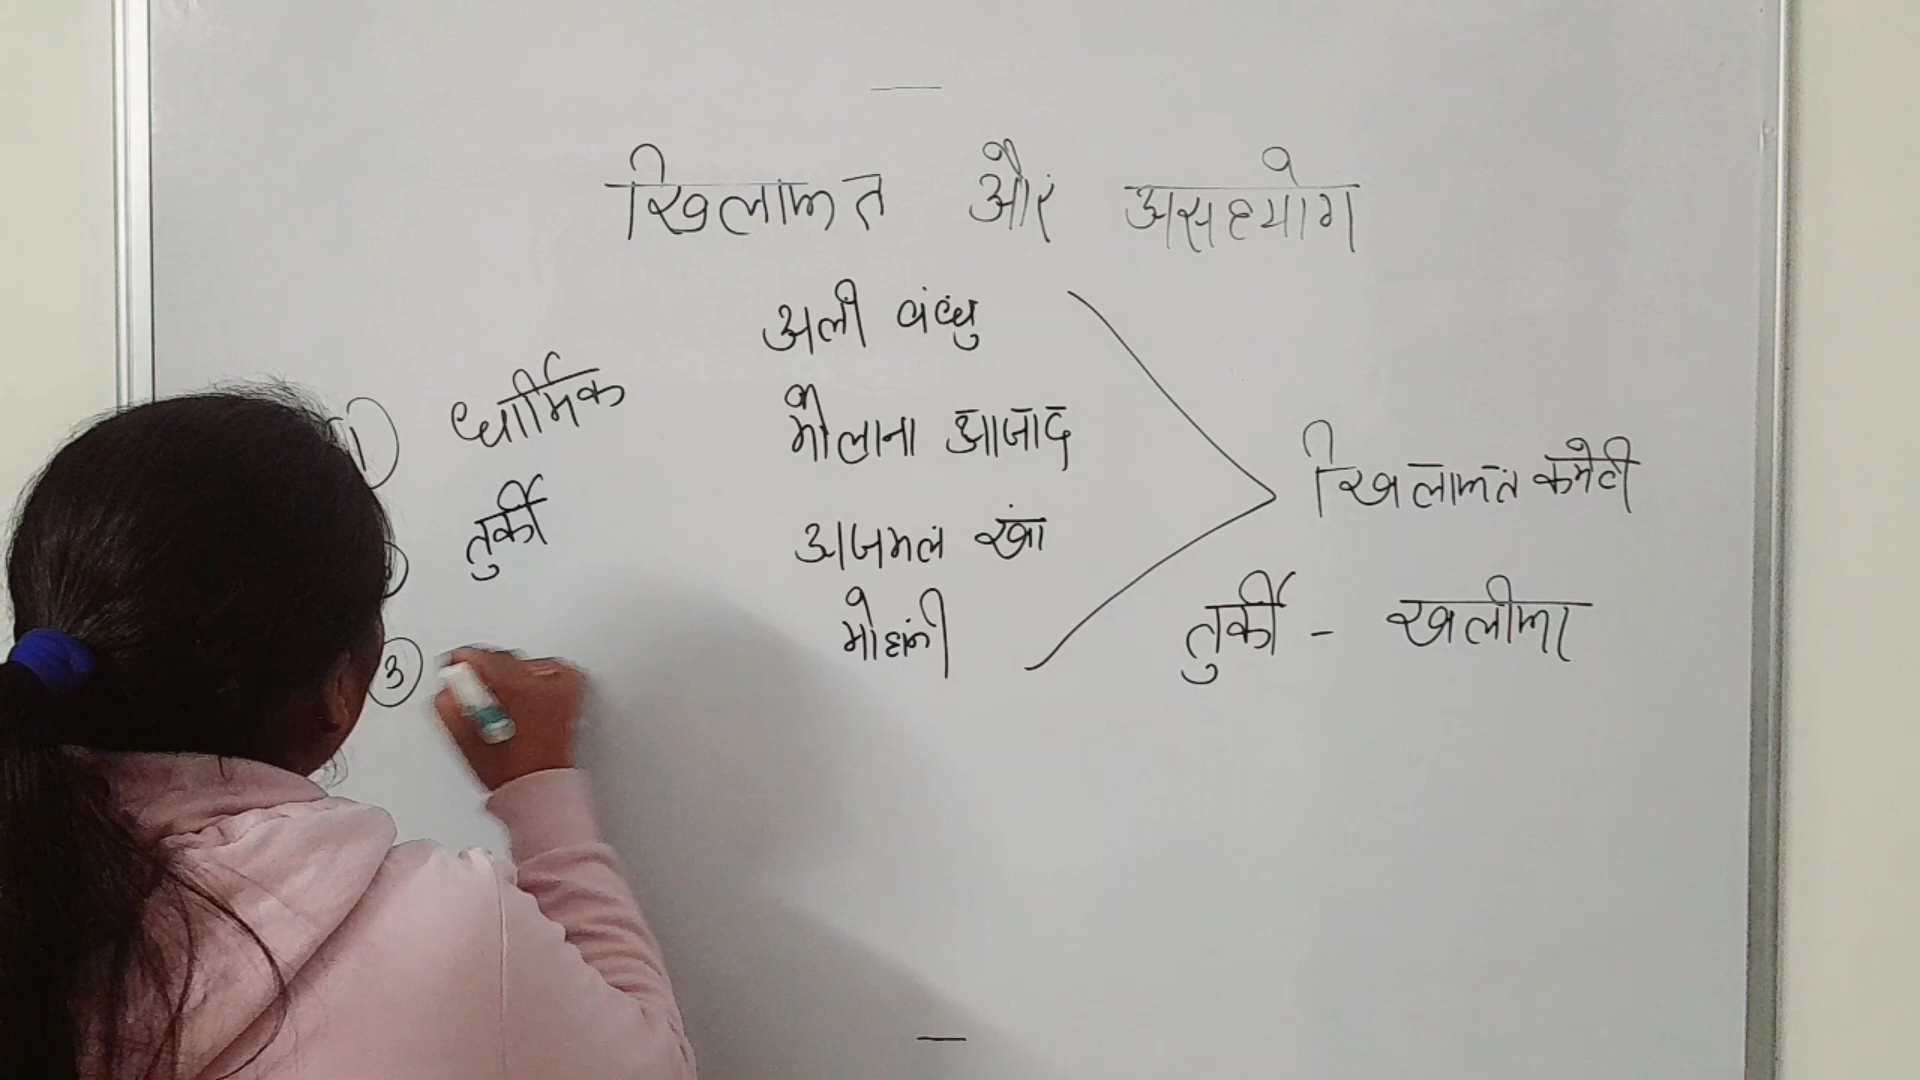 खिलाफत और असहयोग
अली बंधु
मौलाना आजाद
अजमल खां
मोहानी
खिलाफत कमेटी
तुर्की - खलीफा
1 धार्मिक
तुर्की
3